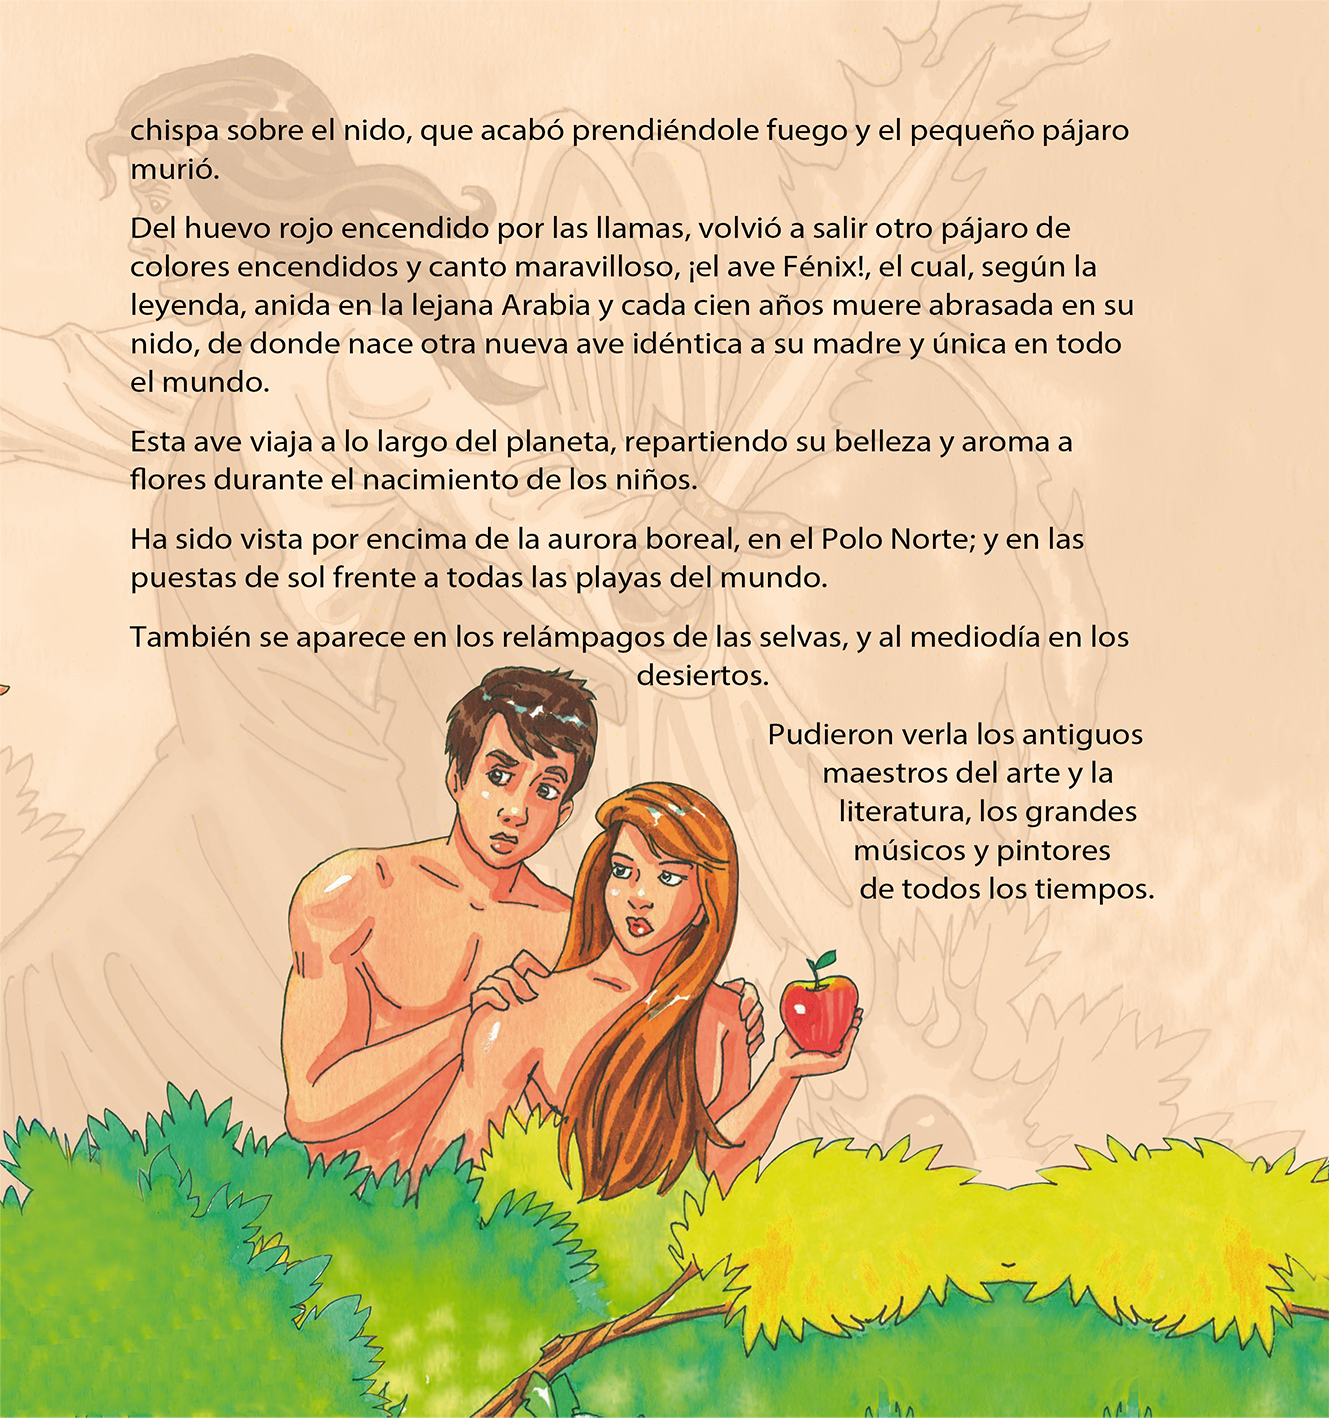 chispa sobre el nido, que acabó prendiéndole fuego y el pequeño pájaro
murió.
Del huevo rojo encendido por las llamas, volvió a salir otro pájaro de
colores encendidos y canto maravilloso, ¡el ave Fénix!, el cual, según la
leyenda, anida en la lejana Arabia y cada cien años muere abrasada en su
nido, de donde nace otra nueva ave idéntica a su madre y única en todo
el mundo.
Esta ave viaja a lo largo del planeta, repartiendo su belleza y aroma a
flores durante el nacimiento de los niños.
Ha sido vista por encima de la aurora boreal, en el Polo Norte; y en las
puestas de sol frente a todas las playas del mundo.
También se aparece en los relámpagos de las selvas, y al mediodía en los
desiertos.
Pudieron verla los antiguos
maestros del arte y la
literatura, los grandes
músicos y pintores
de todos los tiempos.